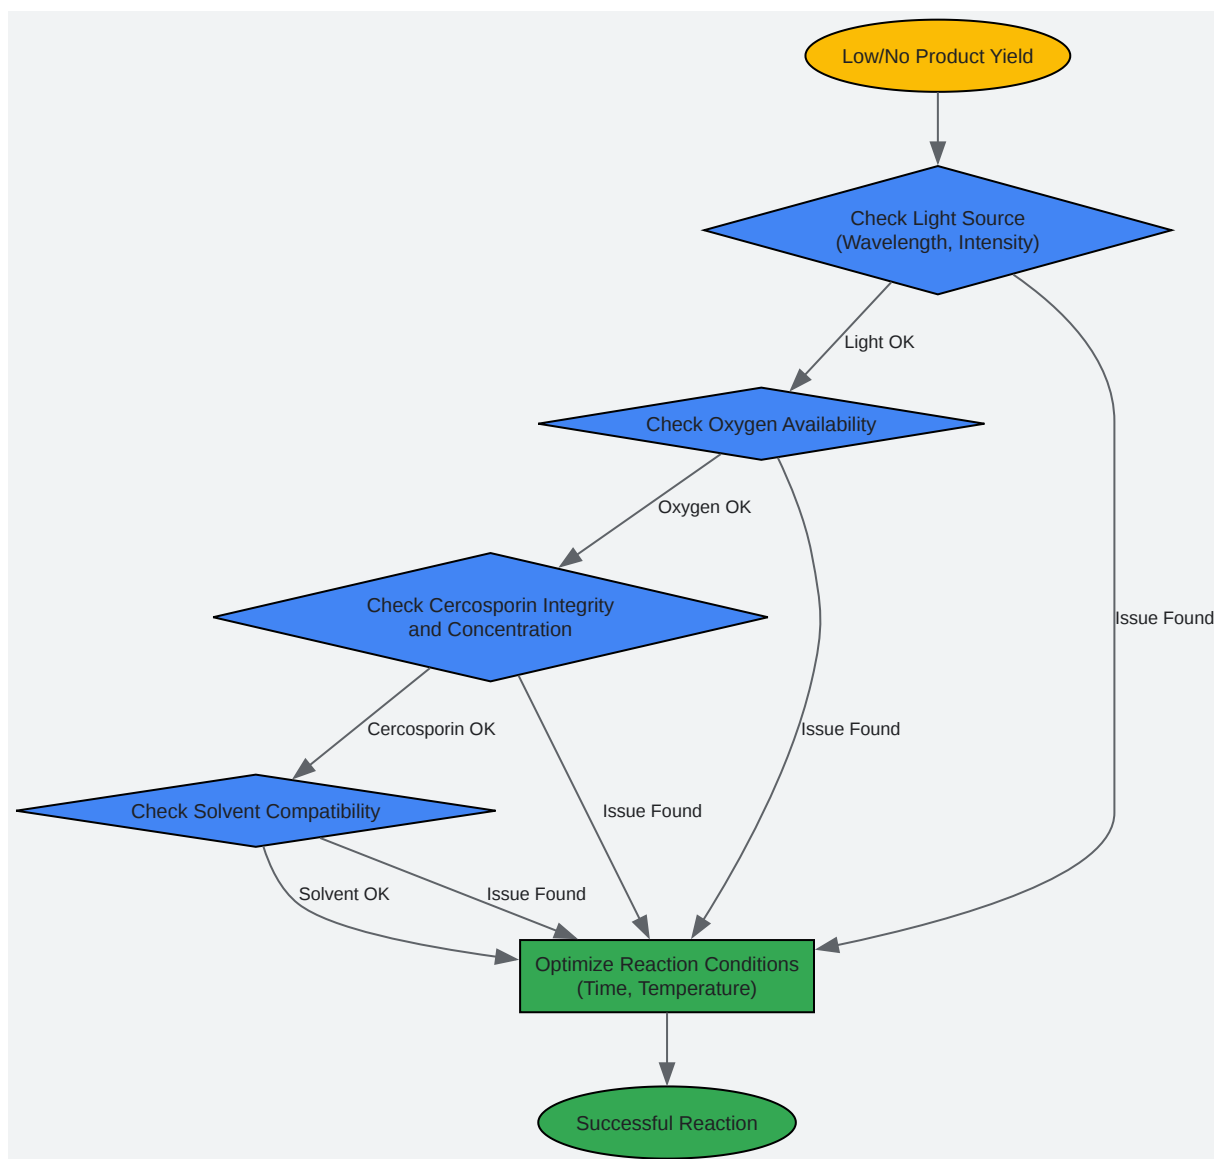 Low/No Product Yield
Check Light Source
(Wavelength, Intensity)
Light OK
Check Oxygen Availability
Oxygen OK
Check Cercosporin Integrity
and Concentration
Issue Found
Cercosporin OK
Issue Found
Check Solvent Compatibility
Issue Found
Solvent OK
Issue Found
Optimize Reaction Conditions
(Time, Temperature)
Successful Reaction